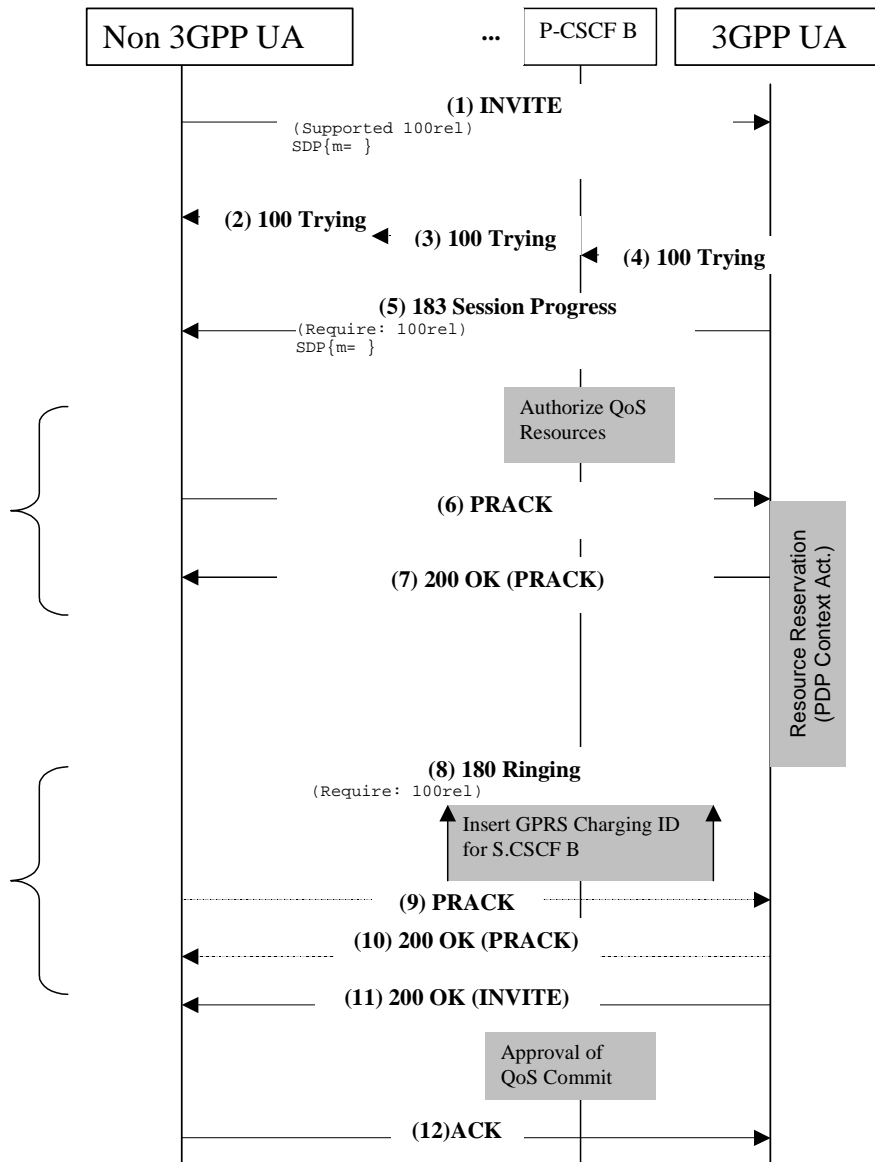 Non 3GPP UA
...
P-CSCF B
3GPP UA
(1) INVITE
(Supported 100rel)
SDP{m= }
(2) 100 Trying
(3) 100 Trying
(4) 100 Trying
(5) 183 Session Progress
(Require: 100rel)
SDP{m= }
Authorize QoS
Resources
(6) PRACK
(7) 200 OK (PRACK)
Resource Reservation
(PDP Context Act.)
(8) 180 Ringing
(Require: 100rel)
Insert GPRS Charging ID
for S.CSCF B
(9) PRACK
(10) 200 OK (PRACK)
(11) 200 OK (INVITE)
Approval of
QoS Commit
(12)ACK